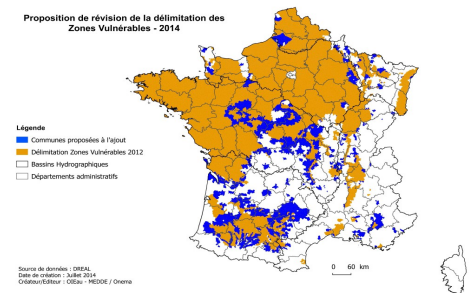 Proposition de révision de la délimitation des
Zones Vulnérables - 2014
Légende
Communes proposées à l'ajout
Délimitation Zones Vulnérables 2012
Bassins Hydrographiques
Départements administratifs
Source de données : DREAL
Date de création : Juillet 2014
Créateur/Editeur : OIEau - MEDDE / Onema
0 60 km